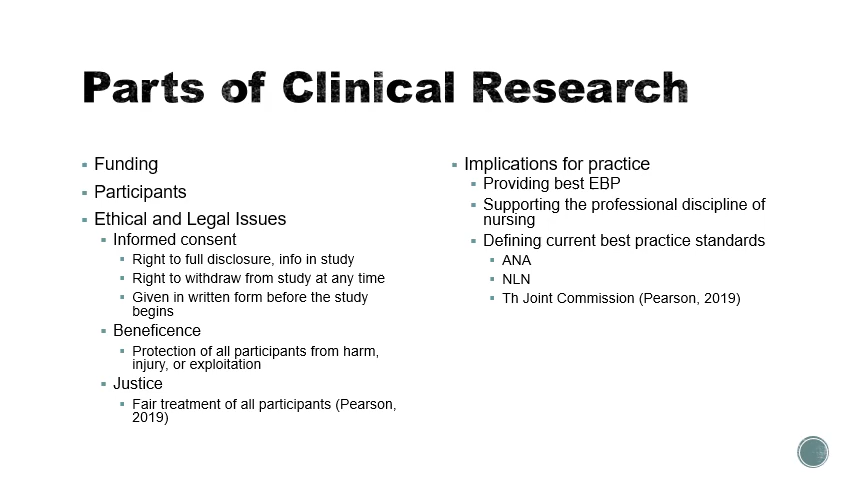 Parts of Clinical Research
Funding
Participants
Ethical and Legal Issues
Informed consent
Right to full disclosure, info in study
Right to withdraw from study at any time
Given in written form before the study
begins
Beneficence
Protection of all participants from harm,
injury, or exploitation
Justice
Fair treatment of all participants (Pearson,
2019)
Implications for practice
Providing best EBP
Supporting the professional discipline of
nursing
Defining current best practice standards
ANA
NLN
Th Joint Commission (Pearson, 2019)